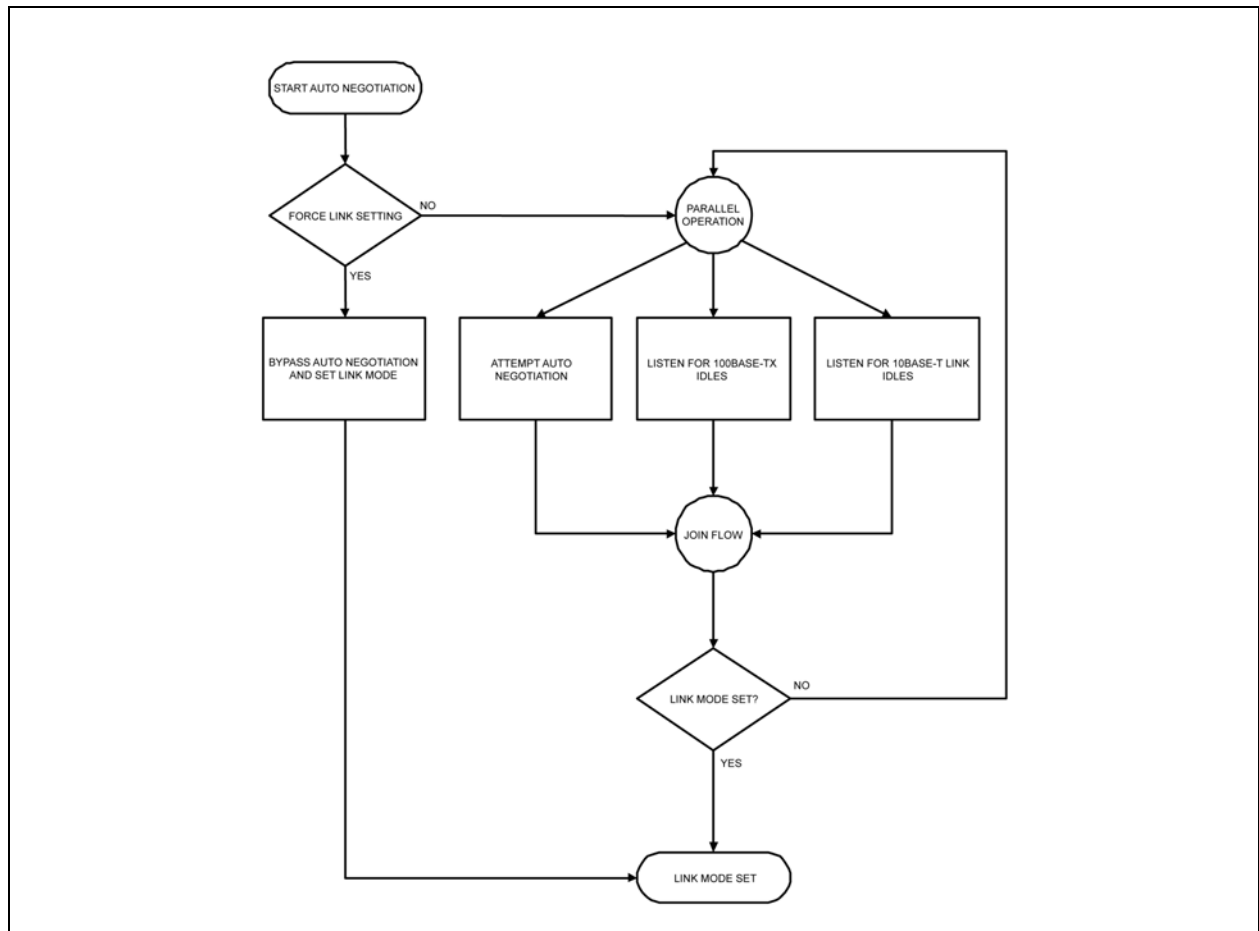 START AUTO NEGOTIATION
FORCE LINK SETTING
NO
PARALLEL
OPERATION
YES
BYPASS AUTO NEGOTIATION
AND SET LINK MODE
ATTEMPT AUTO
NEGOTIATION
LISTEN FOR 100BASE-TX
IDLES
LISTEN FOR 10BASE-T LINK
IDLES
JOIN FLOW
LINK MODE SET?
NO
YES
LINK MODE SET